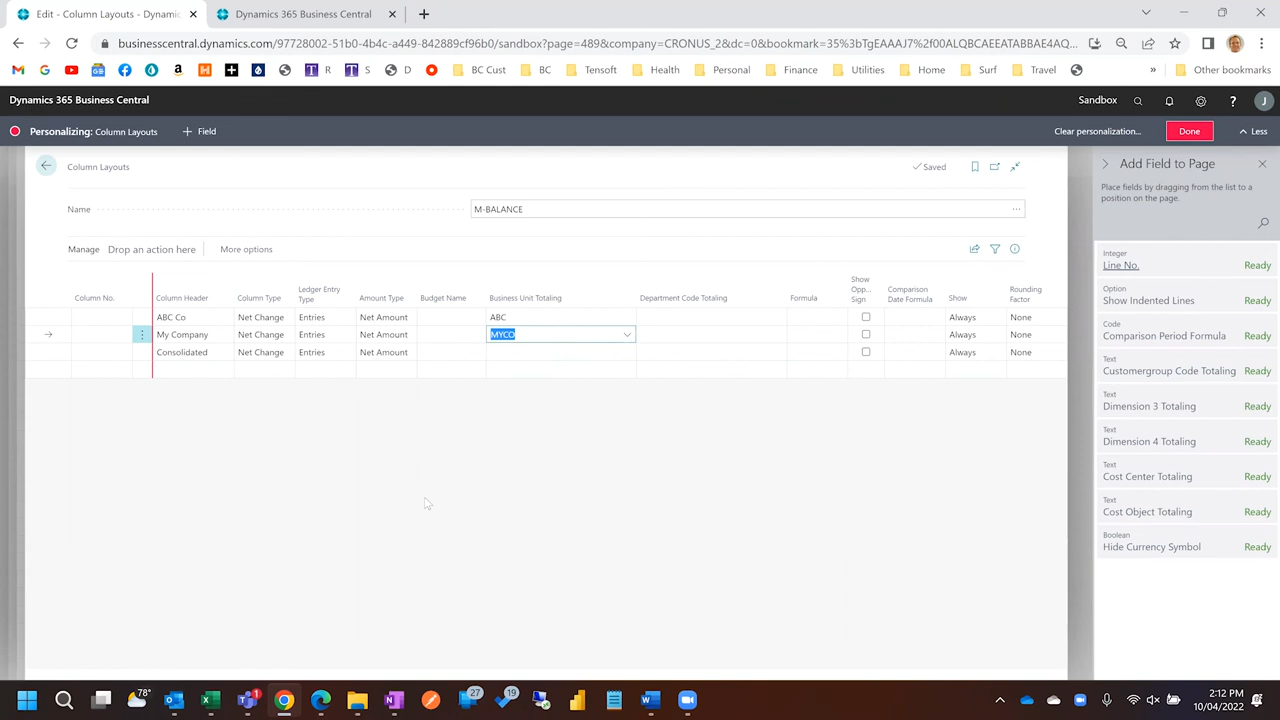 Edit - Column Layouts - Dynamic
Dynamics 365 Business Central
businesscentral.dynamics.com/97728002-51b0-4b4c-a449-842889cf96b0/sandbox?page=489&company=CRONUS_2&dc=0&bookmark=35%3bTgEAAAJ7%2f00ALQBCAEEATABBAE4AQ...
R
S
D
BC Cust
BC
Tensoft
Health
Personal
Finance
Utilities
Home
Surf
Travel
»
Other bookmarks
Dynamics 365 Business Central
Sandbox
J
Personalizing: Column Layouts
+ Field
Clear personalization...
Done
Less
Column Layouts
Saved
Add Field to Page
Place fields by dragging from the list to a
position on the page.
Name
M-BALANCE
Manage
Drop an action here
More options
Column No.
Column Header
Column Type
Ledger Entry
Type
Amount Type
Budget Name
Business Unit Totaling
Department Code Totaling
Formula
Show
Opp...
Sign
Comparison
Date Formula
Show
Rounding
Factor
ABC Co Net Change Entries Net Amount ABC Always None
My Company Net Change Entries Net Amount MYCO Always None
Consolidated Net Change Entries Net Amount Always None
Integer
Line No. Ready
Option
Show Indented Lines Ready
Code
Comparison Period Formula Ready
Text
Customergroup Code Totaling Ready
Text
Dimension 3 Totaling Ready
Text
Dimension 4 Totaling Ready
Text
Cost Center Totaling Ready
Text
Cost Object Totaling Ready
Boolean
Hide Currency Symbol Ready
78°
1
27
19
2:12 PM
10/04/2022